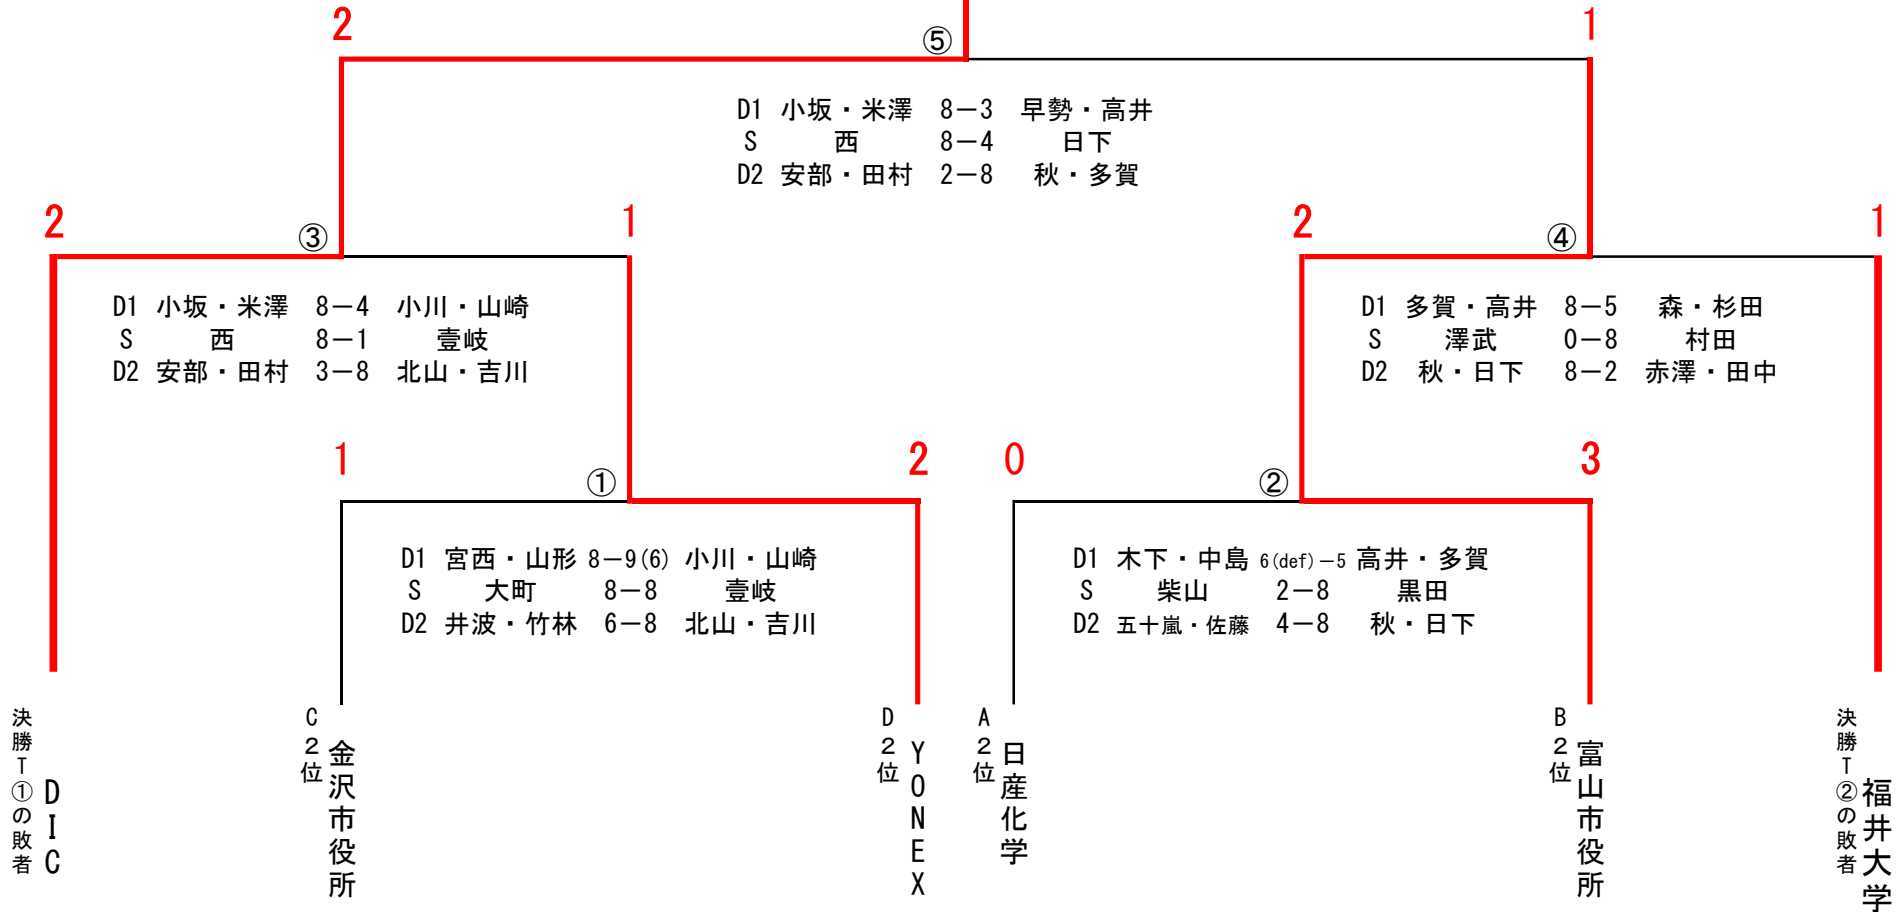 2
⑤
1
D1 小坂・米澤 8－3 早勢・高井
S 西 8－4 日下
D2 安部・田村 2－8 秋・多賀
2
③
1
2
④
1
D1 小坂・米澤 8－4 小川・山崎
S 西 8－1 壹岐
D2 安部・田村 3－8 北山・吉川
D1 多賀・高井 8－5 森・杉田
S 澤武 0－8 村田
D2 秋・日下 8－2 赤澤・田中
1
①
2
0
②
3
D1 宮西・山形 8－9(6) 小川・山崎
S 大町 8－8 壹岐
D2 井波・竹林 6－8 北山・吉川
D1 木下・中島 6(def)－5 高井・多賀
S 柴山 2－8 黒田
D2 五十嵐・佐藤 4－8 秋・日下
決勝T①の敗者
DIC
C2位
金沢市役所
D2位
YONEX
A2位
日産化学
B2位
富山市役所
決勝T②の敗者
福井大学